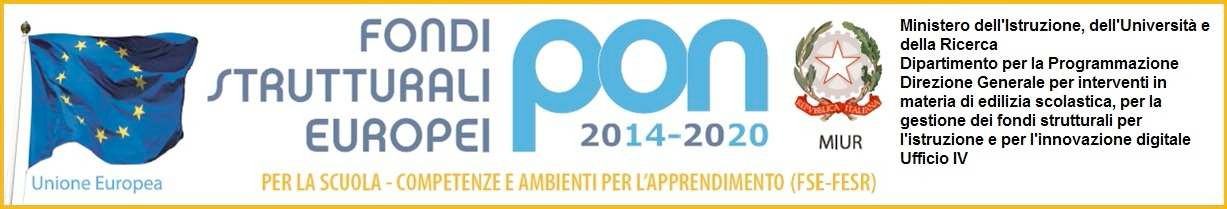 FONDI
STRUTTURALI
EUROPEI
pon
2014-2020
Unione Europea
REPVBBLICA ITALIANA
MIUR
PER LA SCUOLA - COMPETENZE E AMBIENTI PER L'APPRENDIMENTO (FSE-FESR)
Ministero dell'Istruzione, dell'Università e
della Ricerca
Dipartimento per la Programmazione
Direzione Generale per interventi in
materia di edilizia scolastica, per la
gestione dei fondi strutturali per
l'istruzione e per l'innovazione digitale
Ufficio IV